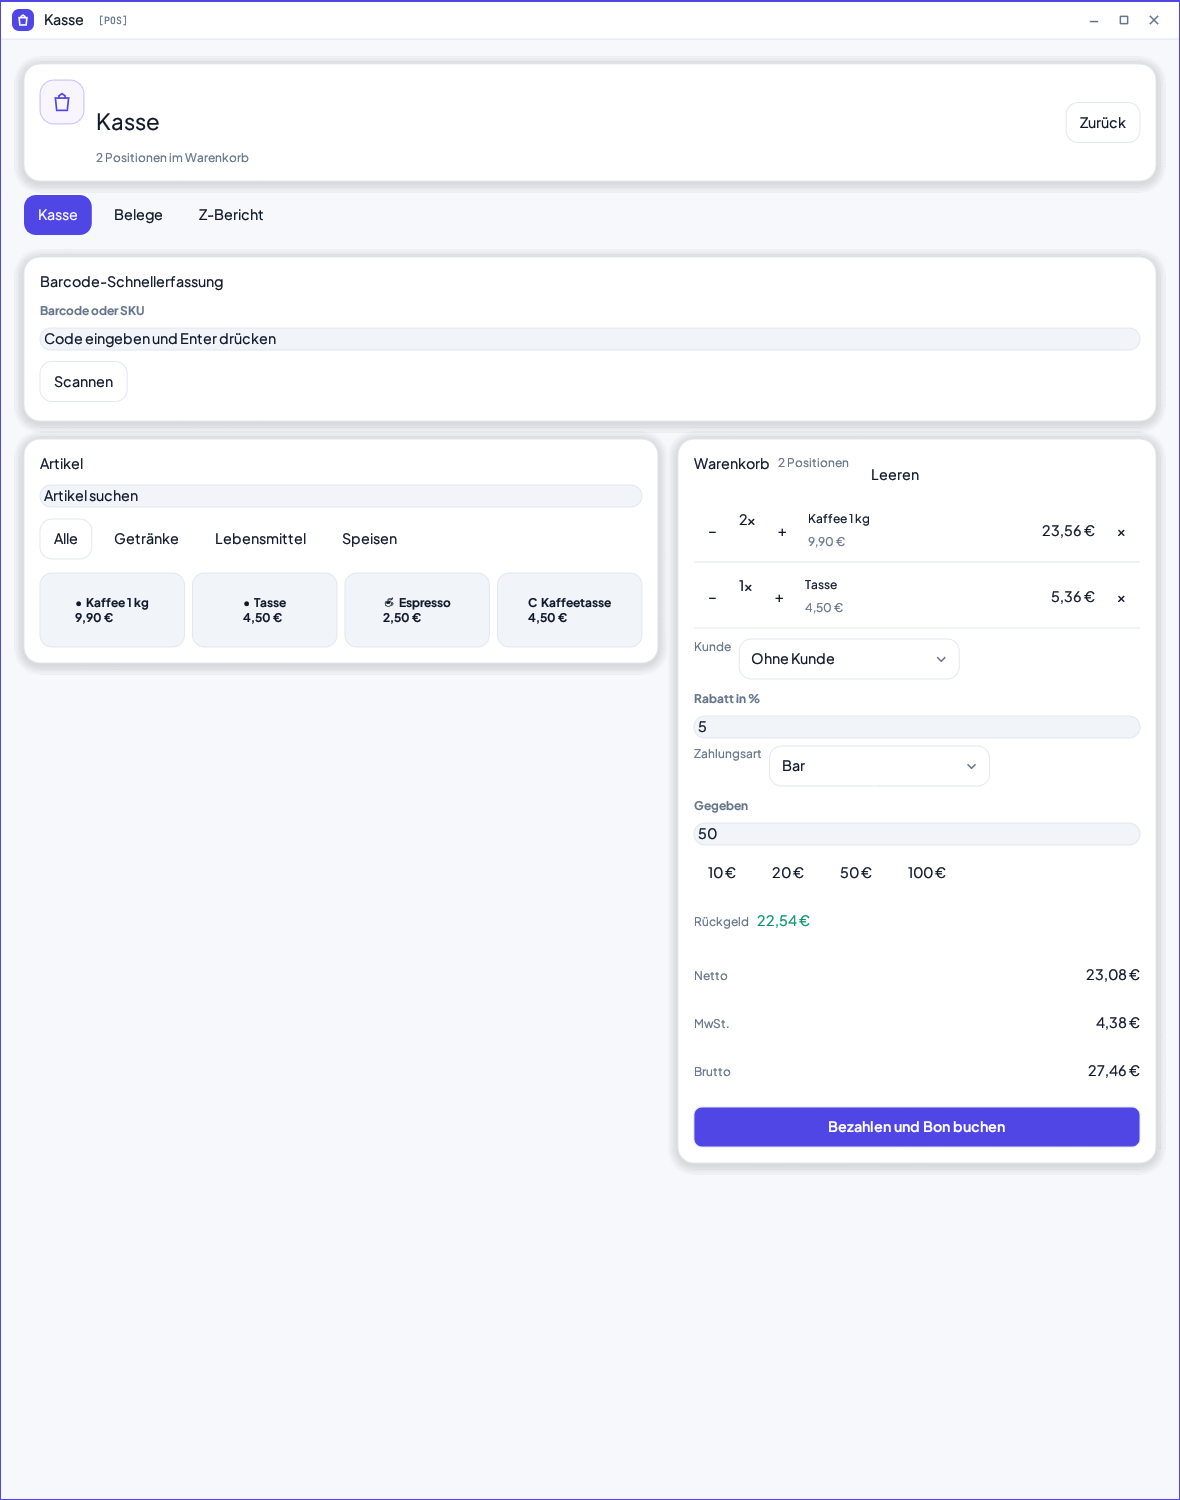 Kasse [POS]
Kasse
2 Positionen im Warenkorb
Zurück
Kasse Belege Z-Bericht
Barcode-Schnellerfassung
Barcode oder SKU
Code eingeben und Enter drücken
Scannen
Artikel
Artikel suchen
Alle Getränke Lebensmittel Speisen
Kaffee 1 kg
9,90 €
Tasse
4,50 €
Espresso
2,50 €
C Kaffeetasse
4,50 €
Warenkorb 2 Positionen Leeren
− 2× + Kaffee 1 kg 23,56 € ×
9,90 €
− 1× + Tasse 5,36 € ×
4,50 €
Kunde Ohne Kunde
Rabatt in %
5
Zahlungsart Bar
Gegeben
50
10 € 20 € 50 € 100 €
Rückgeld 22,54 €
Netto 23,08 €
MwSt. 4,38 €
Brutto 27,46 €
Bezahlen und Bon buchen